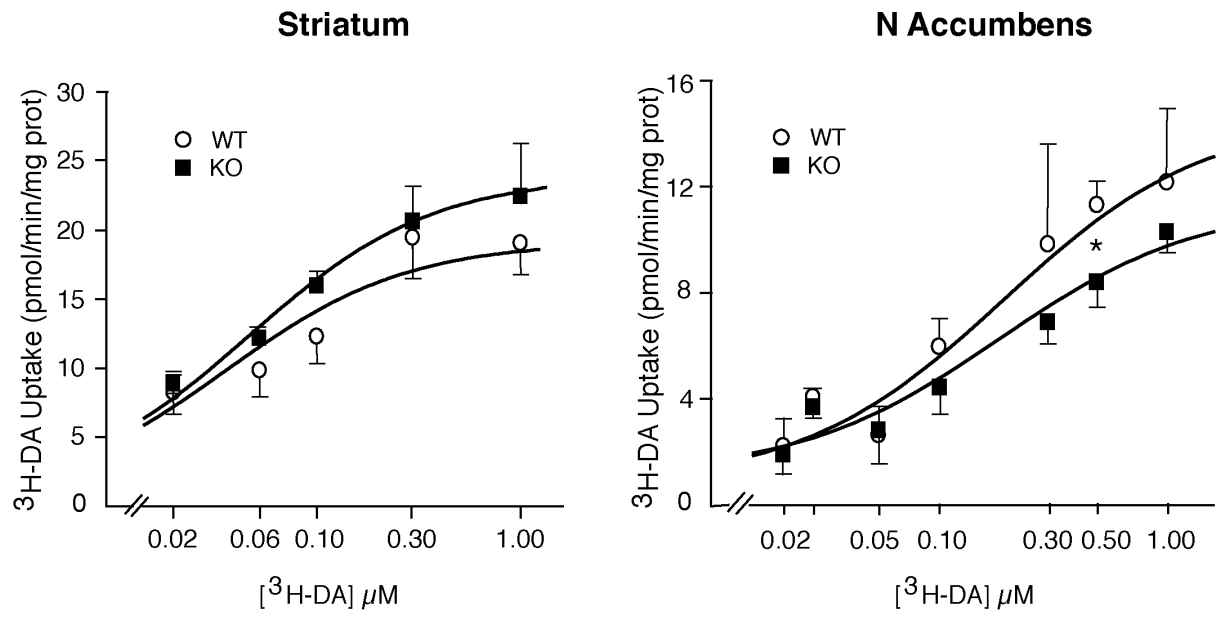 Striatum
³H-DA Uptake (pmol/min/mg prot)
30
25
20
15
10
5
0
WT
KO
0.02 0.06 0.10 0.30 1.00
[³H-DA] µM
N Accumbens
³H-DA Uptake (pmol/min/mg prot)
16
12
8
4
0
WT
KO
*
0.02 0.05 0.10 0.30 0.50 1.00
[³H-DA] µM